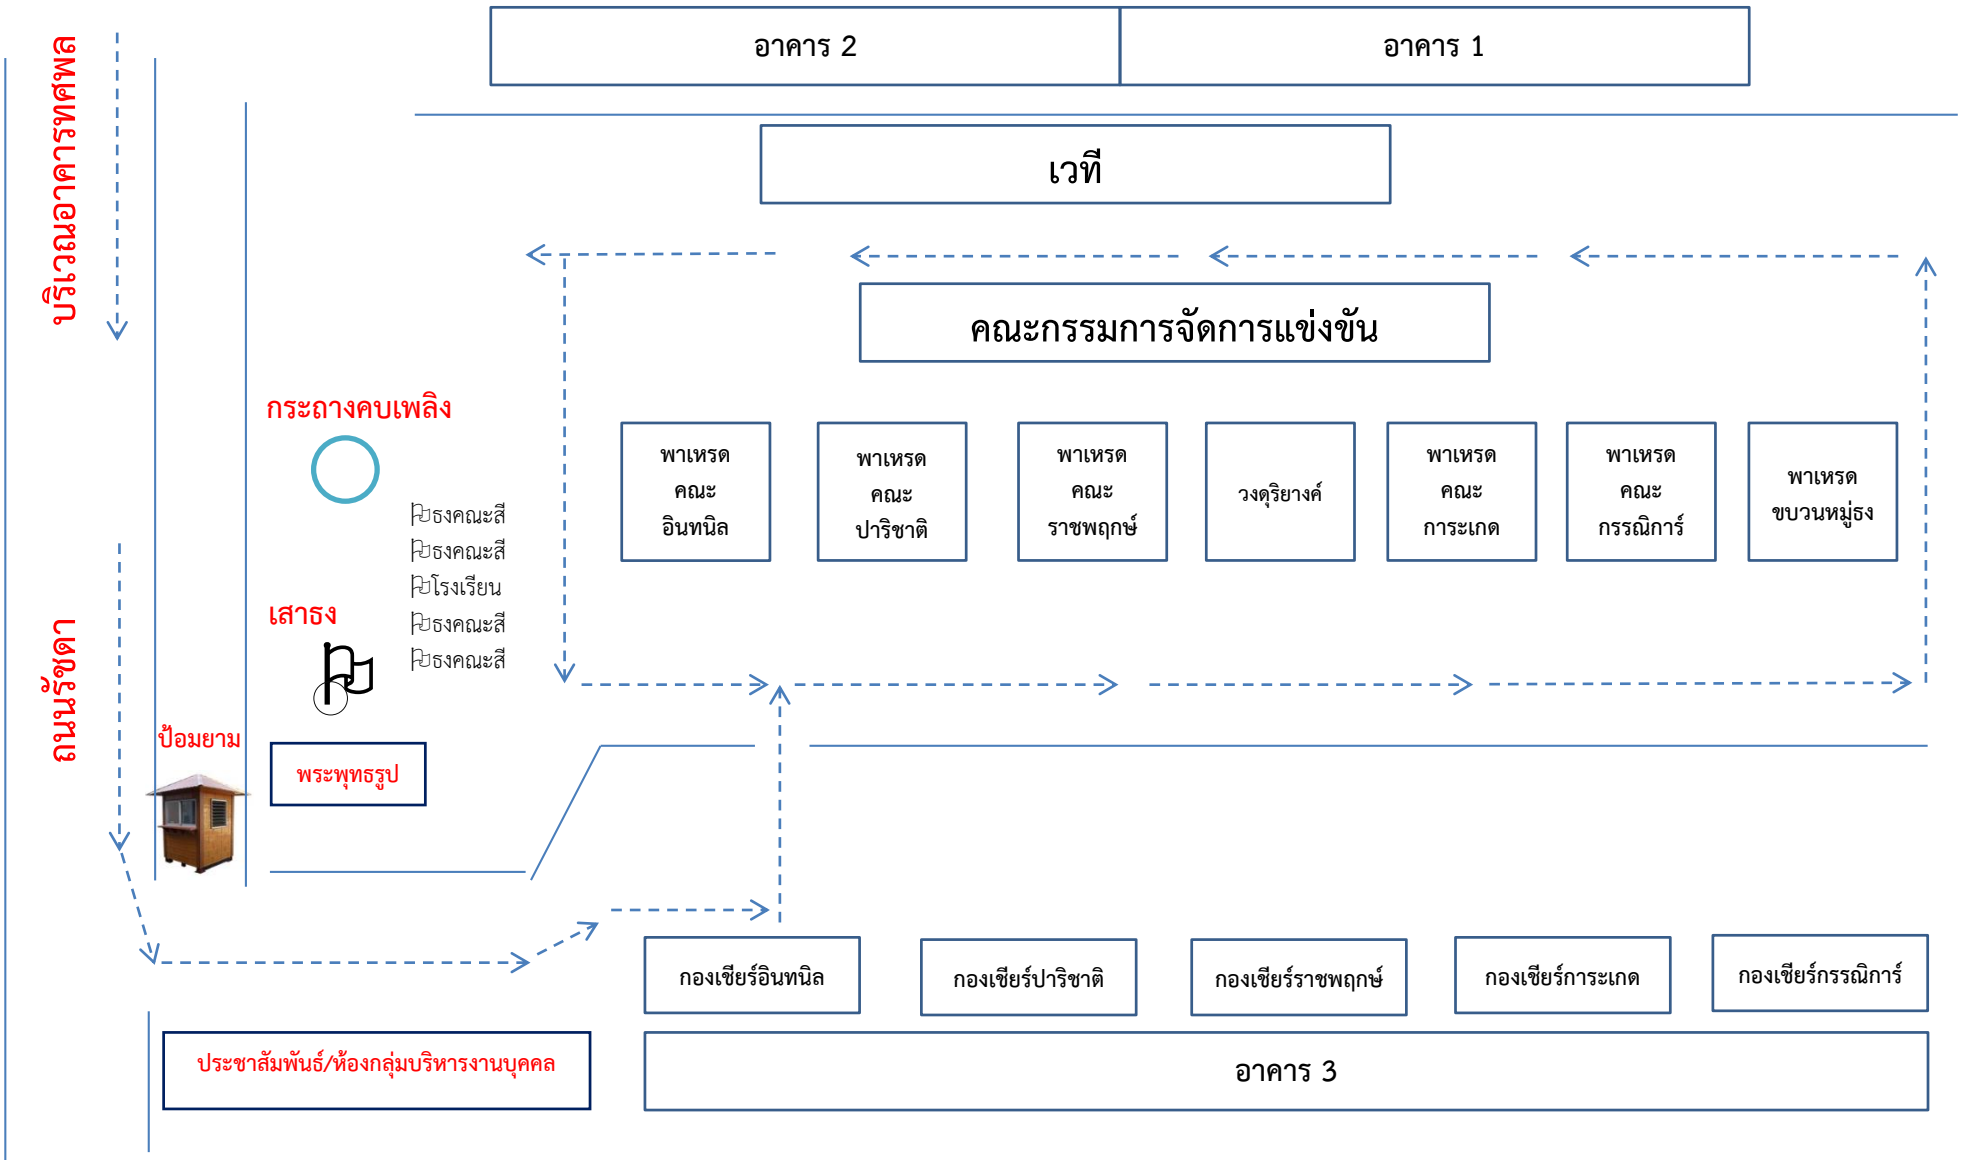 อาคาร 2
อาคาร 1
บริเวณอาคารทศพล
เวที
คณะกรรมการจัดการแข่งขัน
กระถางคบเพลิง
พาเหรด
คณะ
อินทนิล
พาเหรด
คณะ
ปาริชาติ
พาเหรด
คณะ
ราชพฤกษ์
วงดุริยางค์
พาเหรด
คณะ
การะเกด
พาเหรด
คณะ
กรรณิการ์
พาเหรด
ขบวนหมู่ธง
ธงคณะสี
ธงคณะสี
โรงเรียน
ธงคณะสี
ธงคณะสี
เสาธง
ถนนรัชดา
ป้อมยาม
พระพุทธรูป
กองเชียร์อินทนิล
กองเชียร์ปาริชาติ
กองเชียร์ราชพฤกษ์
กองเชียร์การะเกด
กองเชียร์กรรณิการ์
ประชาสัมพันธ์/ห้องกลุ่มบริหารงานบุคคล
อาคาร 3